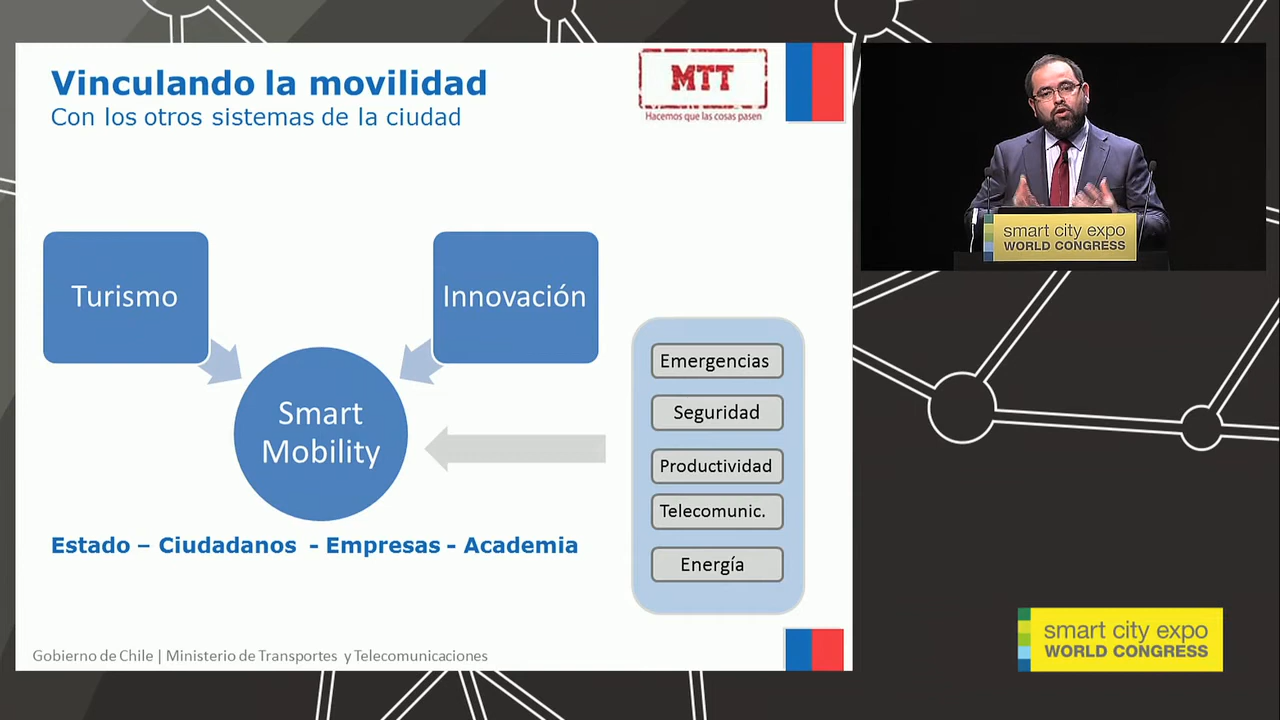 Vinculando la movilidad
Con los otros sistemas de la ciudad
MTT
Hacemos que las cosas pasen
Turismo
Innovación
Smart
Mobility
Emergencias
Seguridad
Productividad
Telecomunic.
Energía
Estado – Ciudadanos - Empresas - Academia
Gobierno de Chile | Ministerio de Transportes y Telecomunicaciones
smart city expo
WORLD CONGRESS
smart city expo
WORLD CONGRESS